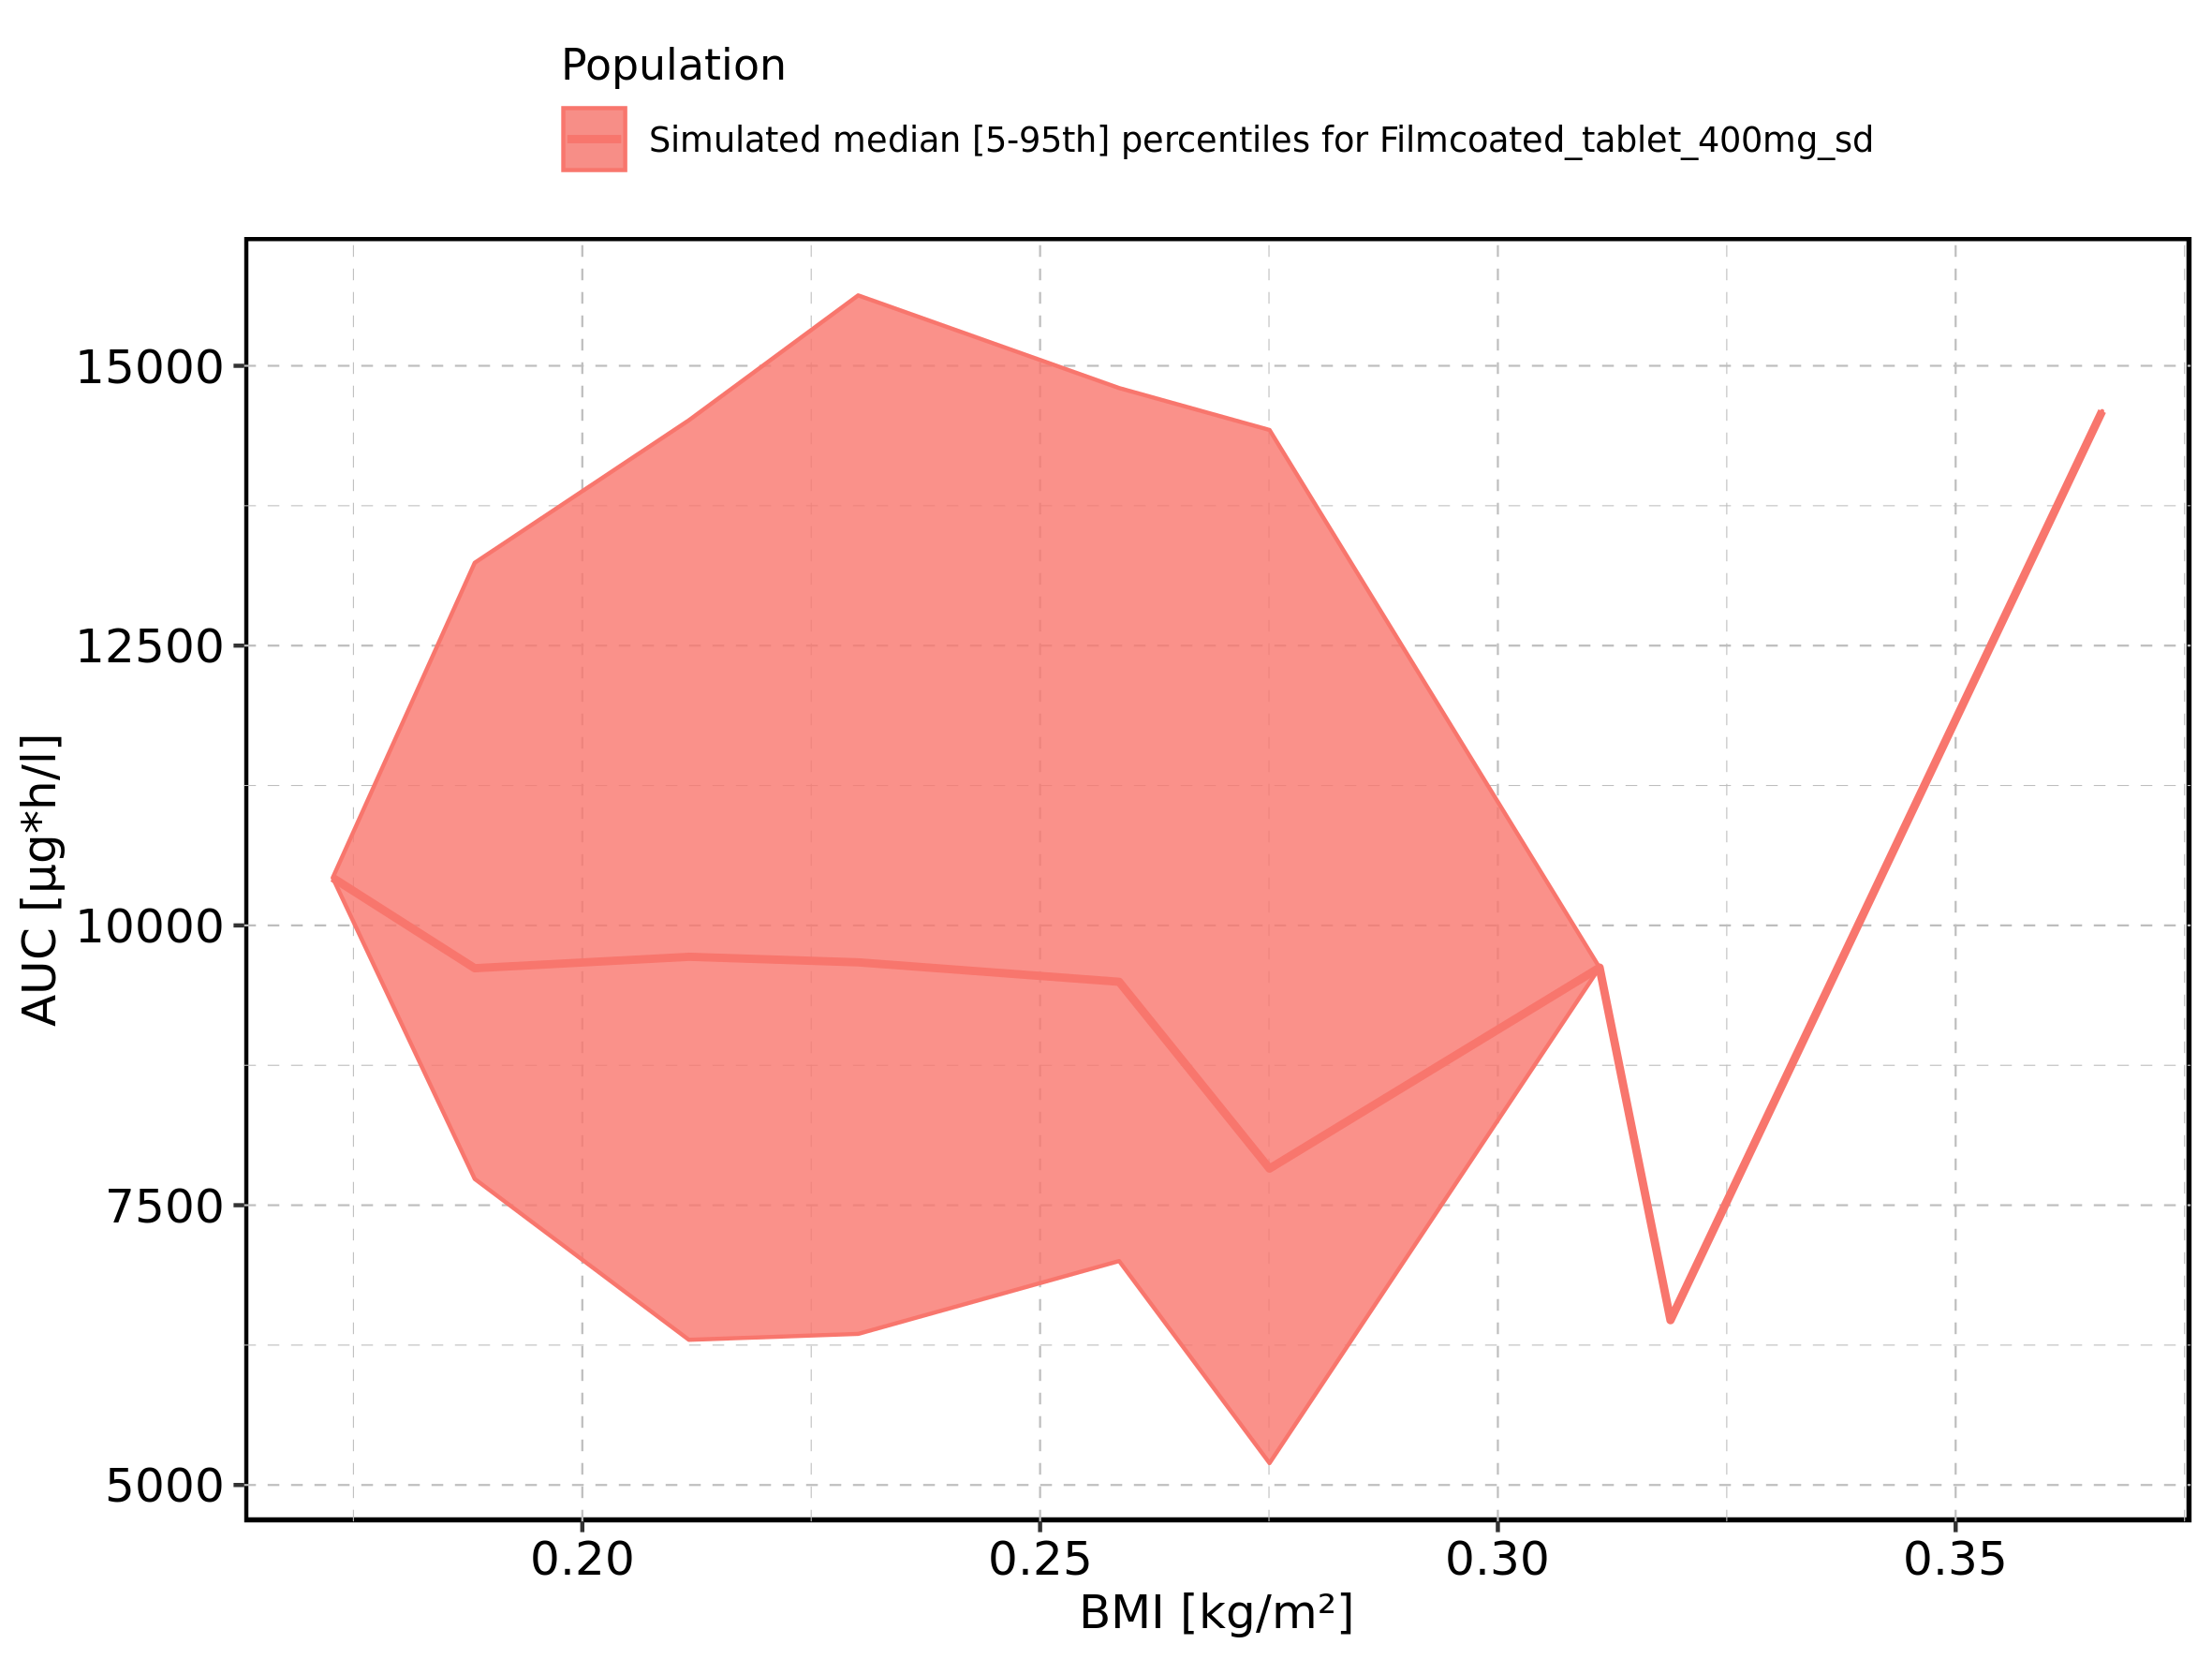 Population
Simulated median [5-95th] percentiles for Filmcoated_tablet_400mg_sd
AUC [µg*h/l]
15000
12500
10000
7500
5000
0.20
0.25
0.30
0.35
BMI [kg/m²]